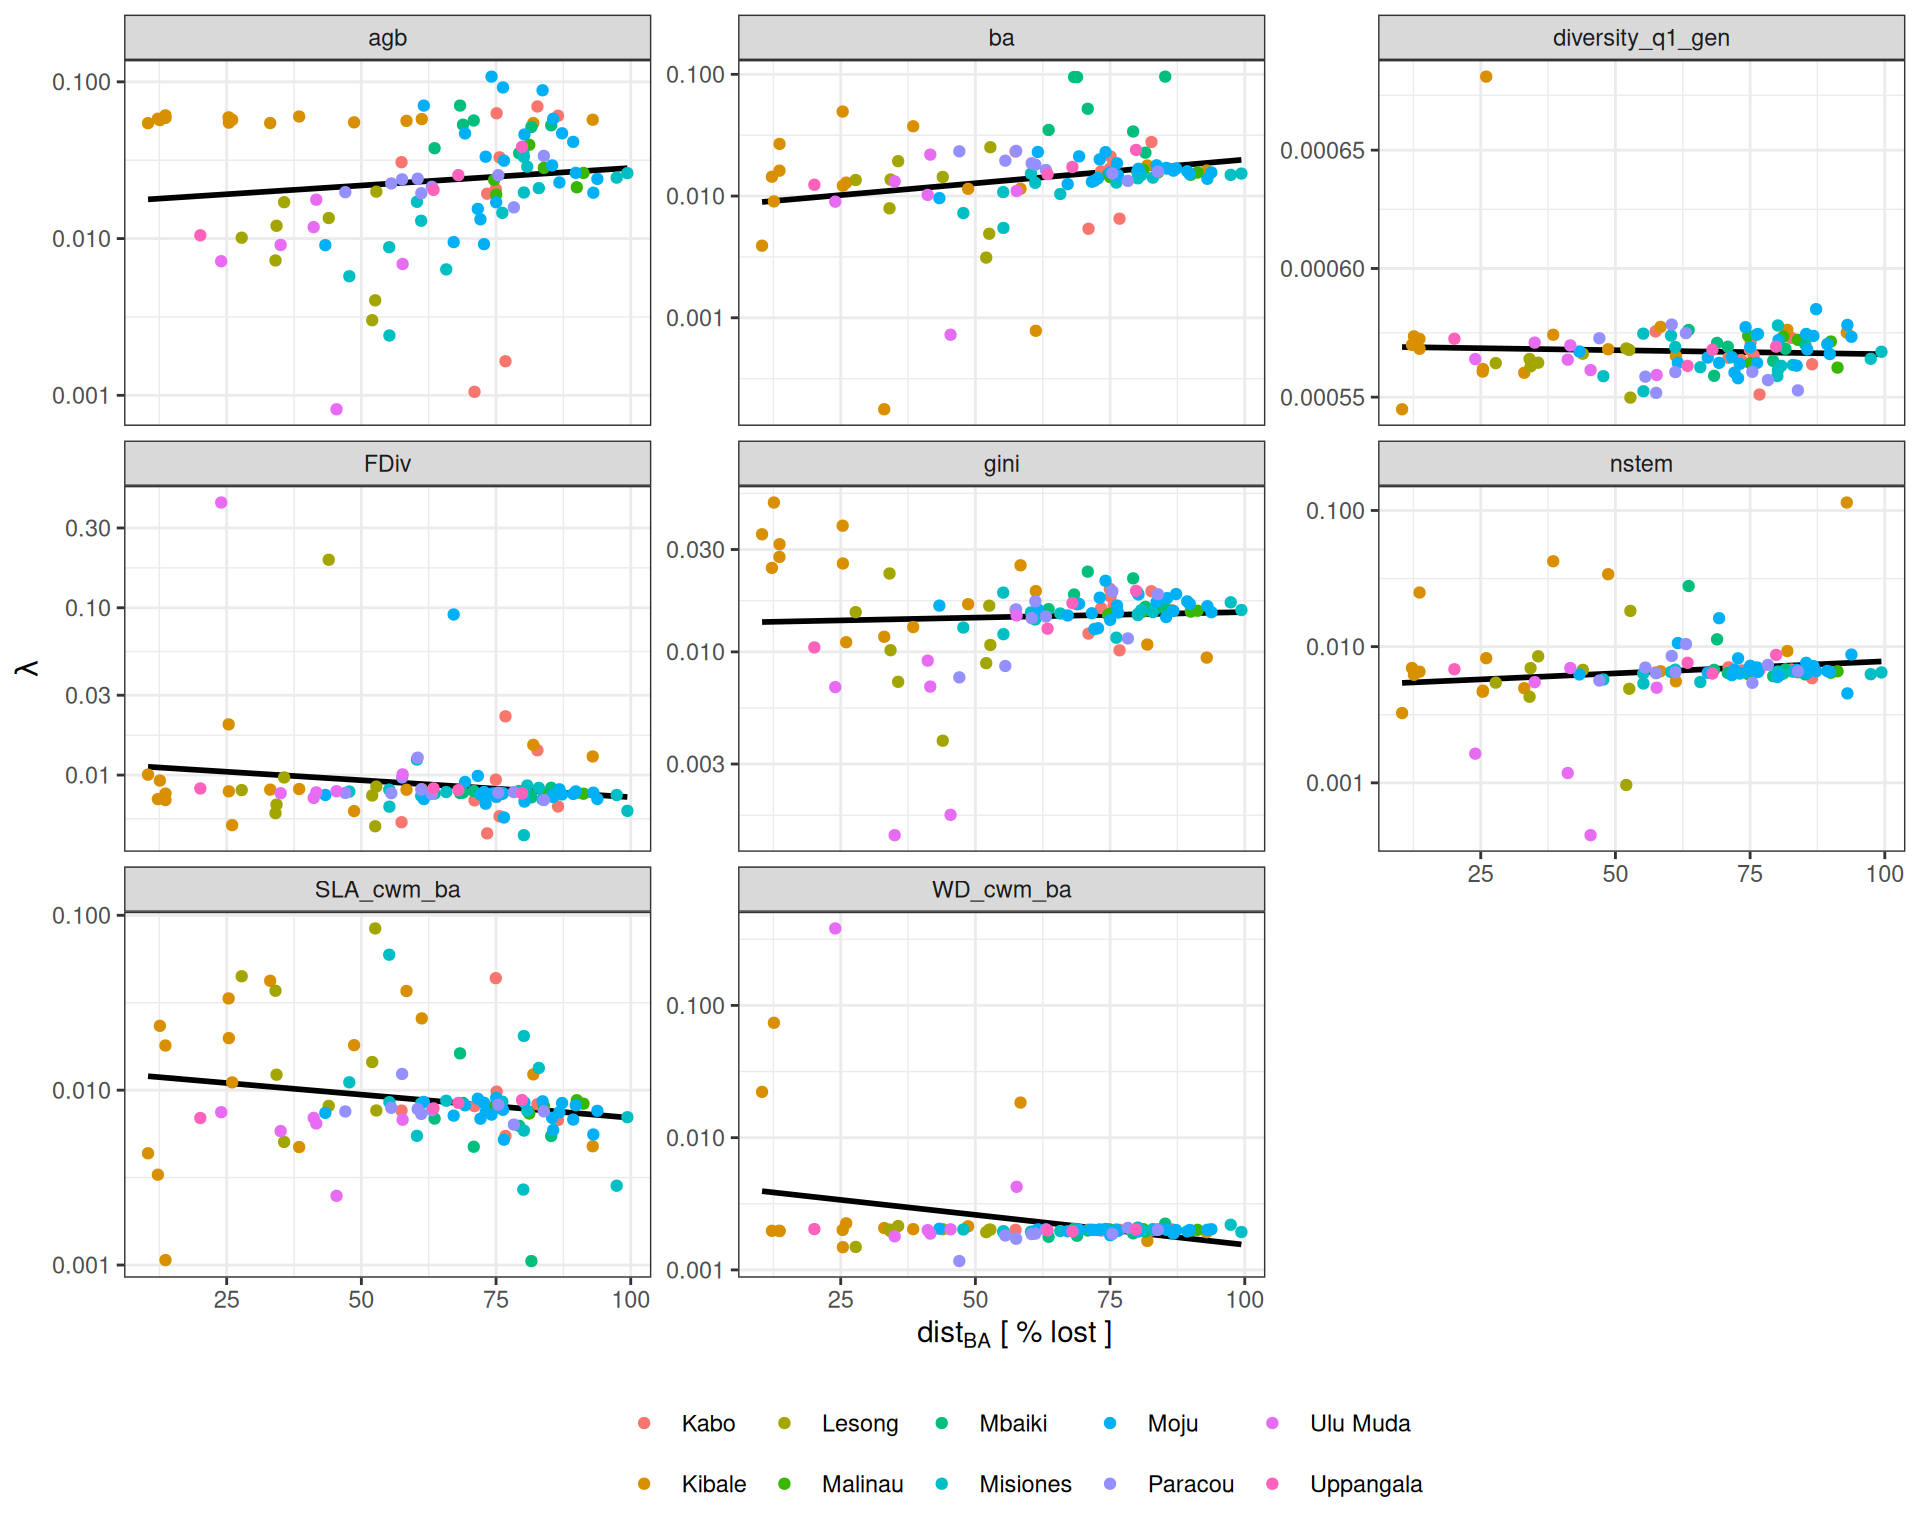 agb ba diversity_q1_gen
0.100 0.100
0.00065
0.010 0.010
0.00060
0.001
0.001 0.00055
FDiv gini nstem
0.30 0.100
0.030
0.10
0.010 0.010
0.03
0.003 0.001
0.01
25 50 75 100
λ
SLA_cwm_ba WD_cwm_ba
0.100
0.100
0.010
0.010
0.001 0.001
25 50 75 100 25 50 75 100
distBA [ % lost ]
Kabo Lesong Mbaiki Moju Ulu Muda
Kibale Malinau Misiones Paracou Uppangala